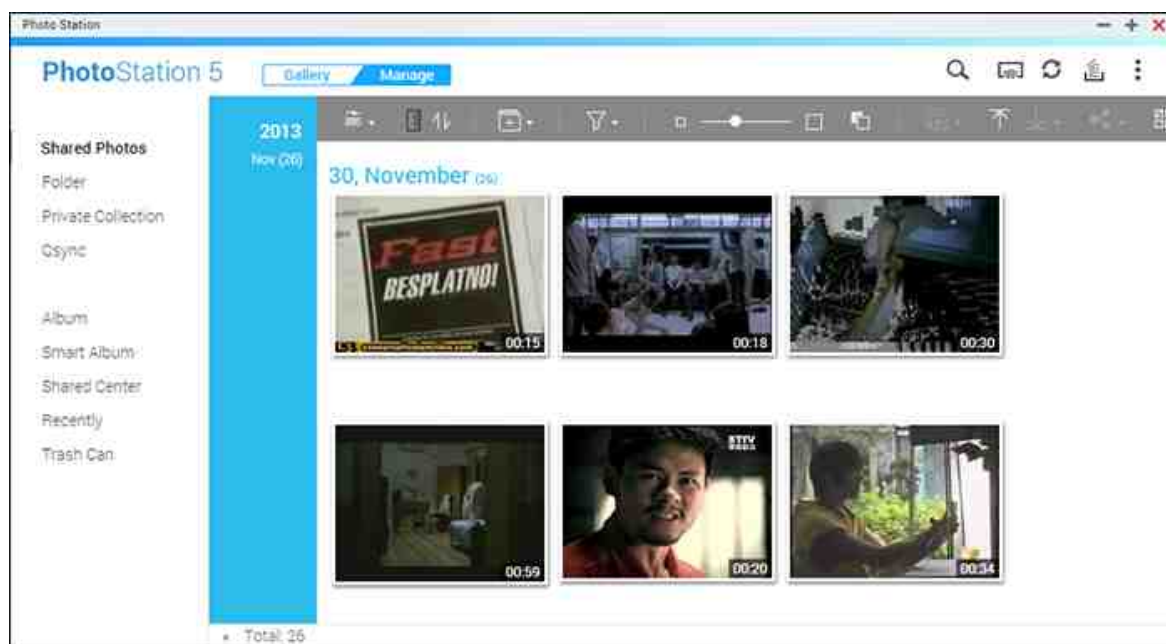 Photo Station
PhotoStation 5
Gallery
Manage
2013
Nov (26)
Shared Photos
Folder
Private Collection
Qsync
Album
Smart Album
Shared Center
Recently
Trash Can
30, November (26)
Fast
BESPLATNO!
00:15
00:18
00:30
00:59
00:20
00:34
Total: 26